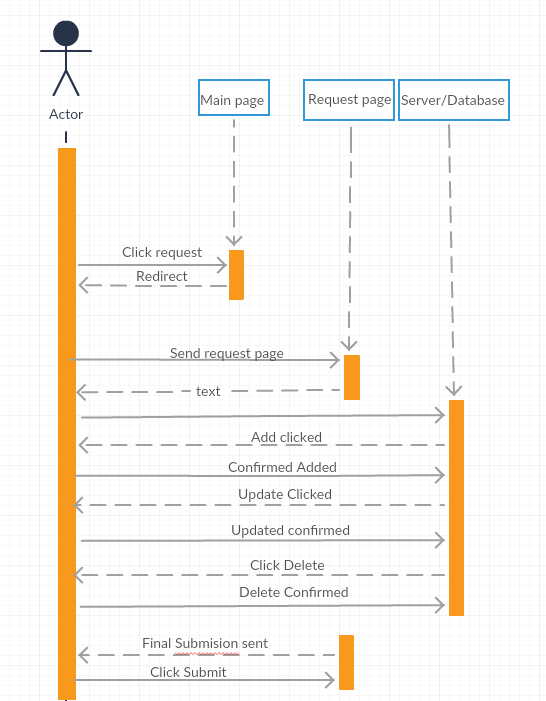 Actor
Main page
Request page
Server/Database
Click request
Redirect
Send request page
text
Add clicked
Confirmed Added
Update Clicked
Updated confirmed
Click Delete
Delete Confirmed
Final Submision sent
Click Submit